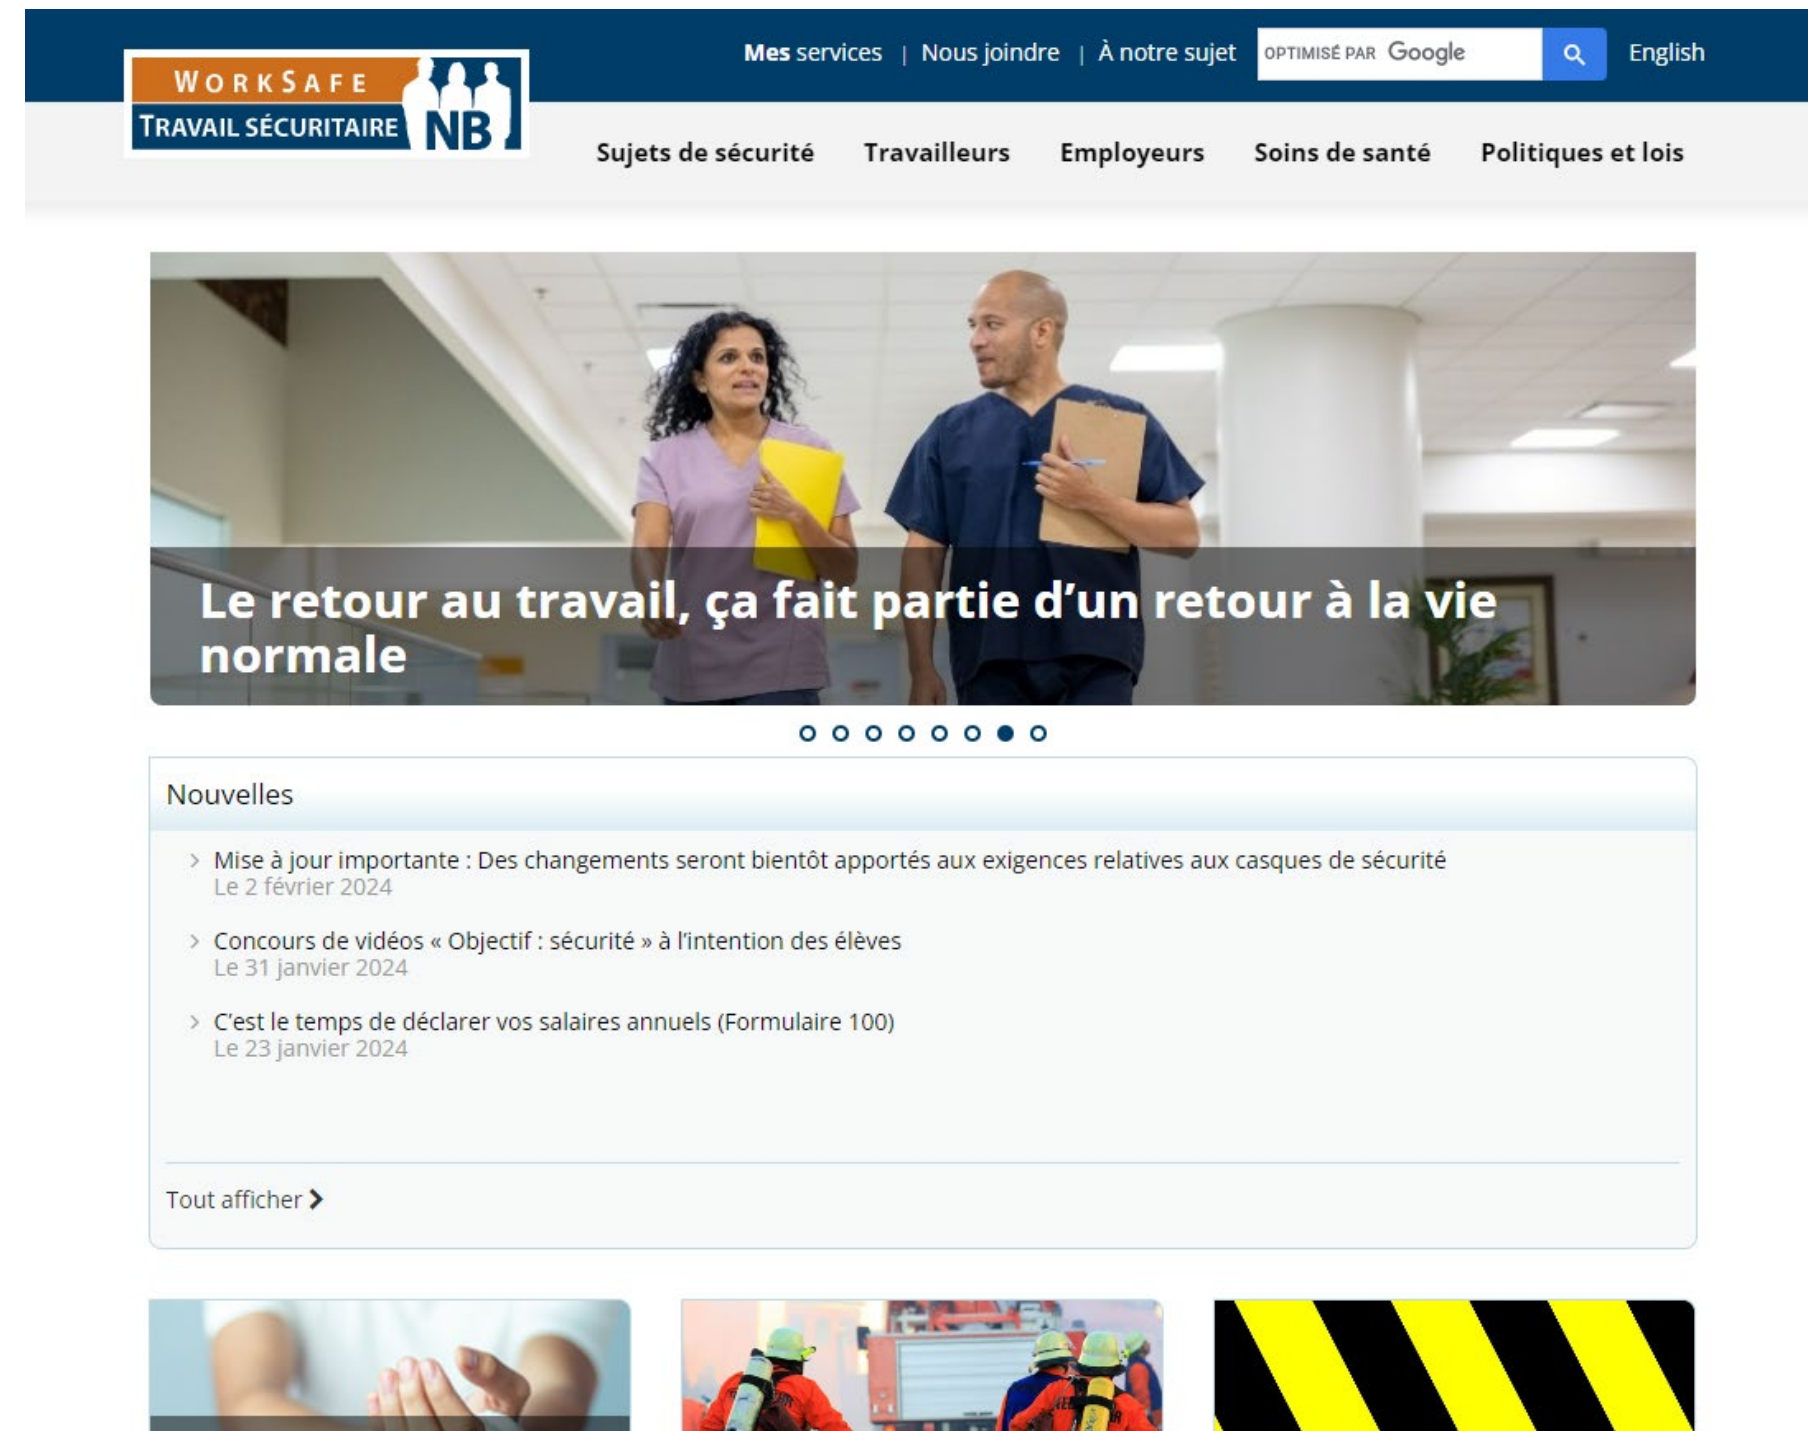 Mes services | Nous joindre | À notre sujet OPTIMISÉ PAR Google English
WORKSAFE
TRAVAIL SÉCURITAIRE NB
Sujets de sécurité Travailleurs Employeurs Soins de santé Politiques et lois
Le retour au travail, ça fait partie d’un retour à la vie
normale
Nouvelles
Mise à jour importante : Des changements seront bientôt apportés aux exigences relatives aux casques de sécurité
Le 2 février 2024
Concours de vidéos « Objectif : sécurité » à l’intention des élèves
Le 31 janvier 2024
C’est le temps de déclarer vos salaires annuels (Formulaire 100)
Le 23 janvier 2024
Tout afficher